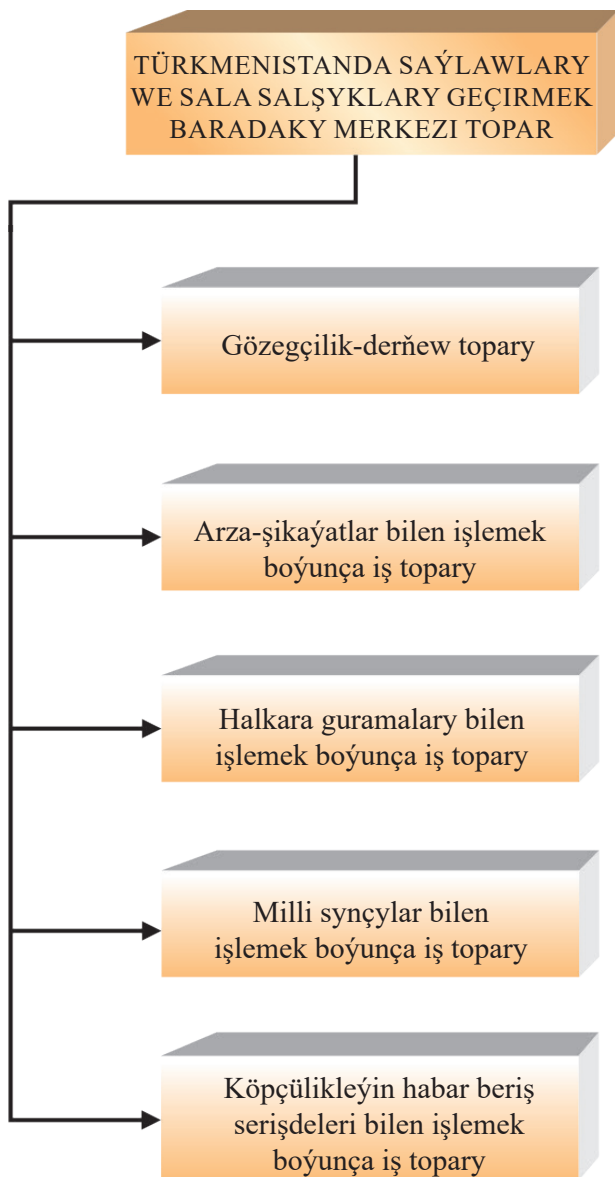 TÜRKMENISTANDA SAÝLAWLARY
WE SALA SALŞYKLARY GEÇIRMEK
BARADAKY MERKEZI TOPAR
Gözegçilik-derňew topary
Arza-şikaýatlar bilen işlemek
boýunça iş topary
Halkara guramalary bilen
işlemek boýunça iş topary
Milli synçylar bilen
işlemek boýunça iş topary
Köpçülikleýin habar beriş
serişdeleri bilen işlemek
boýunça iş topary